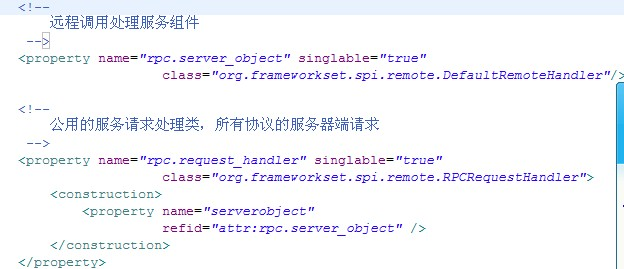 <!--
远程调用处理服务组件
-->
<property name="rpc.server_object" singlable="true"
class="org.frameworkset.spi.remote.DefaultRemoteHandler"/>
<!--
公用的服务请求处理类，所有协议的服务器端请求
-->
<property name="rpc.request_handler" singlable="true"
class="org.frameworkset.spi.remote.RPCRequestHandler">
<construction>
<property name="serverobject"
refid="attr:rpc.server_object" />
</construction>
</property>